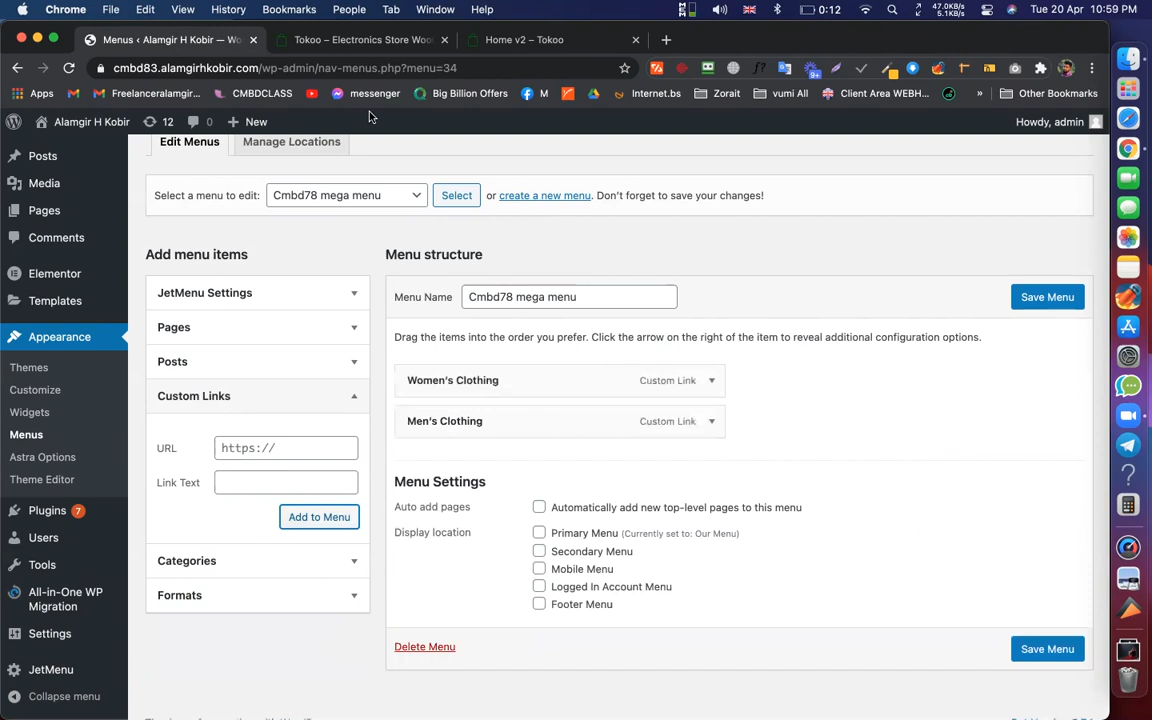 Chrome File Edit View History Bookmarks People Tab Window Help 0:12 47.0KB/s 5.1KB/s Tue 20 Apr 10:59 PM
Menus ‹ Alamgir H Kobir — Wo Tokoo – Electronics Store Woo Home v2 – Tokoo
cmbd83.alamgirhkobir.com/wp-admin/nav-menus.php?menu=34 f? 9+
Apps Freelanceralamgir... CMBDCLASS messenger Big Billion Offers M Internet.bs Zorait vumi All Client Area WEBH... » Other Bookmarks
Alamgir H Kobir 12 0 New Howdy, admin
Edit Menus Manage Locations
Posts
Media
Pages
Comments
Elementor
Templates
Appearance
Themes
Customize
Widgets
Menus
Astra Options
Theme Editor
Plugins 7
Users
Tools
All-in-One WP
Migration
Settings
JetMenu
Collapse menu
Select a menu to edit: Cmbd78 mega menu Select or create a new menu. Don't forget to save your changes!
Add menu items
JetMenu Settings
Pages
Posts
Custom Links
URL https://
Link Text
Add to Menu
Categories
Formats
Menu structure
Menu Name Cmbd78 mega menu Save Menu
Drag the items into the order you prefer. Click the arrow on the right of the item to reveal additional configuration options.
Women's Clothing Custom Link
Men's Clothing Custom Link
Menu Settings
Auto add pages Automatically add new top-level pages to this menu
Display location Primary Menu (Currently set to: Our Menu)
Secondary Menu
Mobile Menu
Logged In Account Menu
Footer Menu
Delete Menu Save Menu